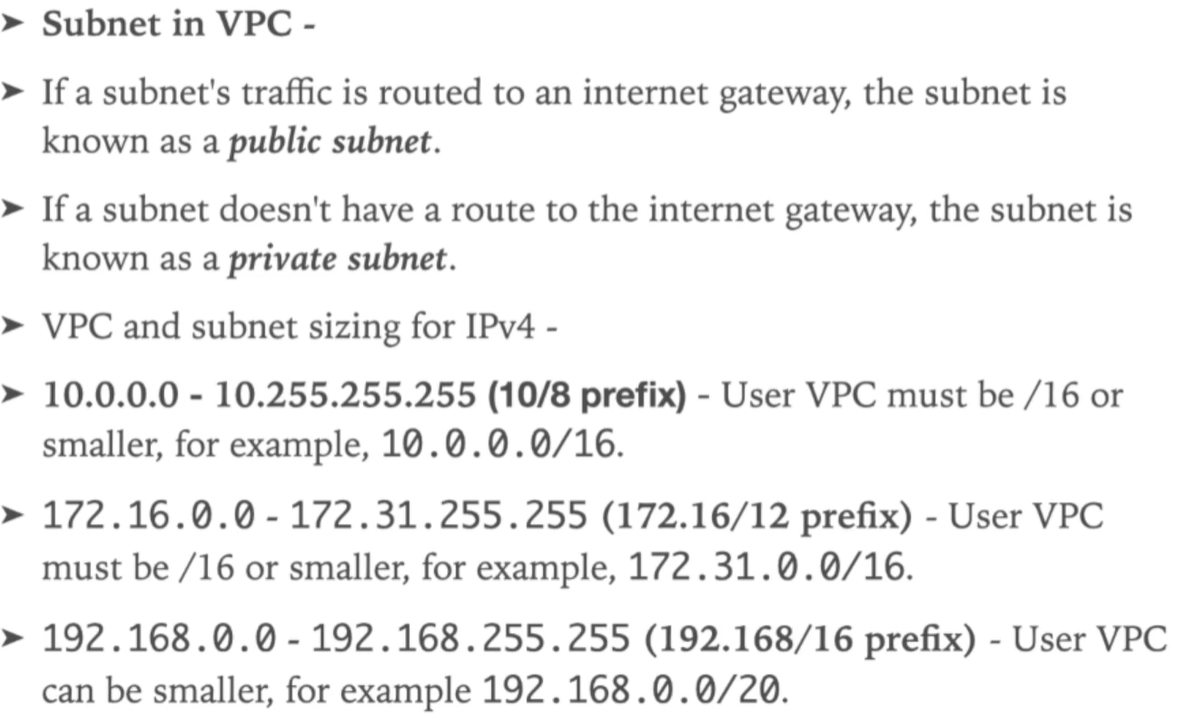 ➤ Subnet in VPC -
➤ If a subnet's traffic is routed to an internet gateway, the subnet is
known as a public subnet.
➤ If a subnet doesn't have a route to the internet gateway, the subnet is
known as a private subnet.
➤ VPC and subnet sizing for IPv4 -
➤ 10.0.0.0 - 10.255.255.255 (10/8 prefix) - User VPC must be /16 or
smaller, for example, 10.0.0.0/16.
➤ 172.16.0.0 - 172.31.255.255 (172.16/12 prefix) - User VPC
must be /16 or smaller, for example, 172.31.0.0/16.
➤ 192.168.0.0 - 192.168.255.255 (192.168/16 prefix) - User VPC
can be smaller, for example 192.168.0.0/20.